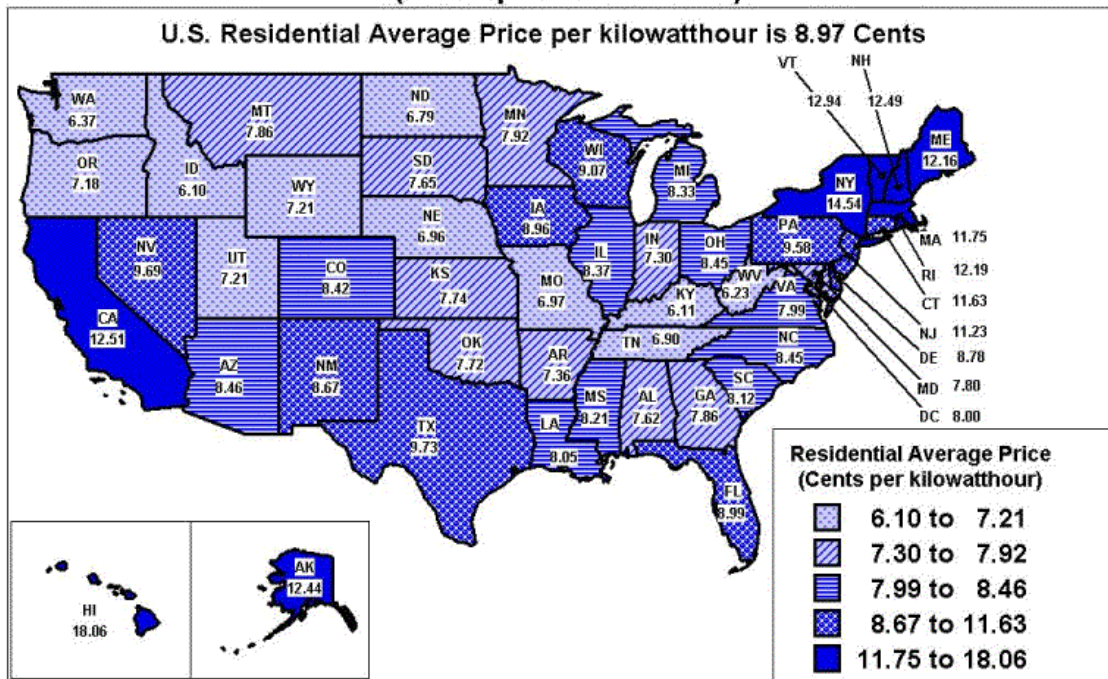 U.S. Residential Average Price per kilowatthour is 8.97 Cents
VT
12.94
NH
12.49
WA
6.37
MT
7.86
ND
6.79
MN
7.92
ME
12.16
OR
7.18
ID
6.10
SD
7.65
WI
9.07
MI
8.33
NY
14.54
WY
7.21
NE
6.96
IA
8.96
PA
9.58
MA 11.75
NV
9.69
UT
7.21
CO
8.42
KS
7.74
MO
6.97
IL
8.37
IN
7.30
OH
8.45
WV
6.23
VA
7.99
RI 12.19
CT 11.63
CA
12.51
KY
6.11
NJ 11.23
AZ
8.46
NM
8.67
OK
7.72
AR
7.36
TN 6.90
NC
8.45
DE 8.78
MD 7.80
TX
9.73
LA
8.05
MS
8.21
AL
7.62
GA
7.86
SC
8.12
DC 8.00
FL
8.99
HI
18.06
AK
12.44
Residential Average Price
(Cents per kilowatthour)
6.10 to 7.21
7.30 to 7.92
7.99 to 8.46
8.67 to 11.63
11.75 to 18.06